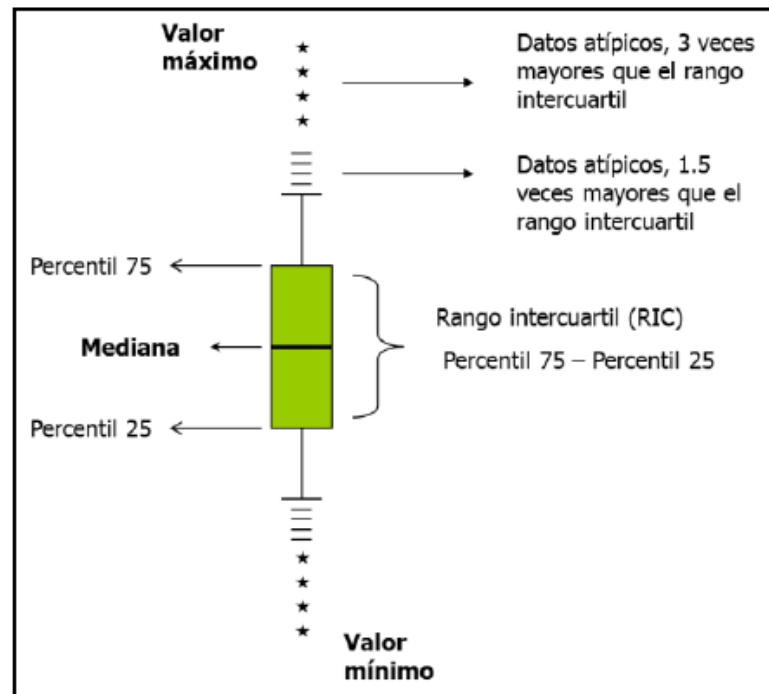 Valor
máximo
Datos atípicos, 3 veces
mayores que el rango
intercuartil
Datos atípicos, 1.5
veces mayores que el
rango intercuartil
Percentil 75
Rango intercuartil (RIC)
Mediana
Percentil 75 – Percentil 25
Percentil 25
Valor
mínimo